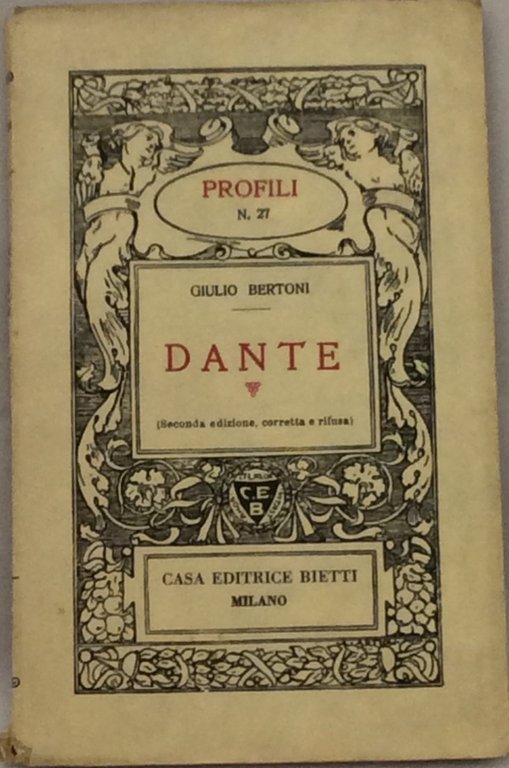 PROFILI
N. 27
GIULIO BERTONI
DANTE
(Seconda edizione, corretta e rifusa)
C.E.
B
CASA EDITRICE BIETTI
MILANO